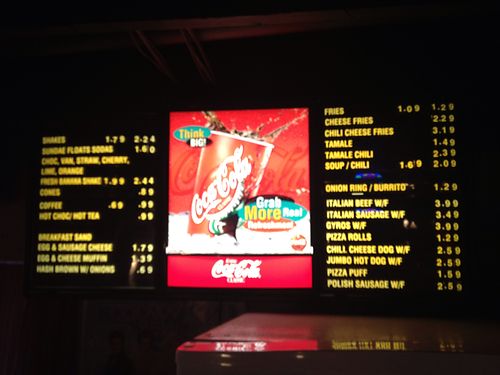 SHAKES 1.79 2.24
SUNDAE FLOATS SODAS 1.60
CHOC, VAN, STRAW, CHERRY,
LIME, ORANGE
FRESH BANANA SHAKE 1.99 2.44
CONES .89
COFFEE .69 .99
HOT CHOC/ HOT TEA .99
BREAKFAST SAND
EGG & SAUSAGE CHEESE 1.79
EGG & CHEESE MUFFIN 1.39
HASH BROWN W/ONIONS .69
Think
BIG!
Coca-Cola
Grab
More Real
Coca-Cola
CLASSIC
FRIES 1.09 1.29
CHEESE FRIES 2.29
CHILI CHEESE FRIES 3.19
TAMALE 1.49
TAMALE CHILI 2.39
SOUP / CHILI 1.69 2.09
ONION RING / BURRITO 1.29
ITALIAN BEEF W/F 3.99
ITALIAN SAUSAGE W/F 3.49
GYROS W/F 3.99
PIZZA ROLLS 1.29
CHILL CHEESE DOG W/F 2.59
JUMBO HOT DOG W/F 2.59
PIZZA PUFF 1.59
POLISH SAUSAGE W/F 2.59